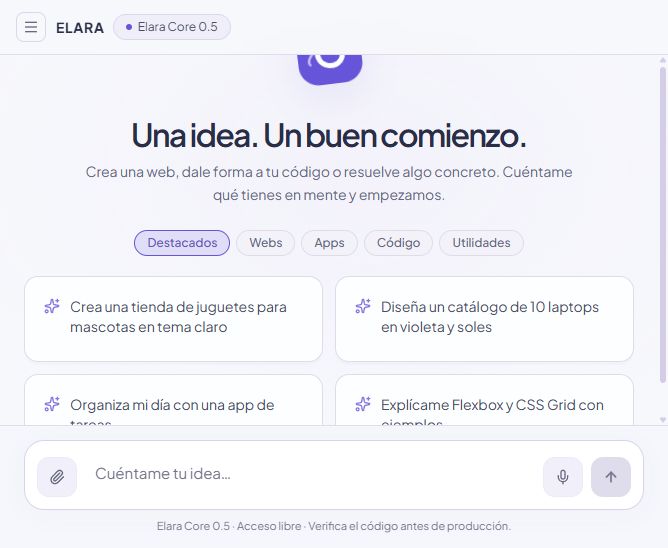 ELARA
Elara Core 0.5
Una idea. Un buen comienzo.
Crea una web, dale forma a tu código o resuelve algo concreto. Cuéntame
qué tienes en mente y empezamos.
Destacados
Webs
Apps
Código
Utilidades
Crea una tienda de juguetes para
mascotas en tema claro
Diseña un catálogo de 10 laptops
en violeta y soles
Organiza mi día con una app de
tareas
Explícame Flexbox y CSS Grid con
ejemplos
Cuéntame tu idea...
Elara Core 0.5 · Acceso libre · Verifica el código antes de producción.